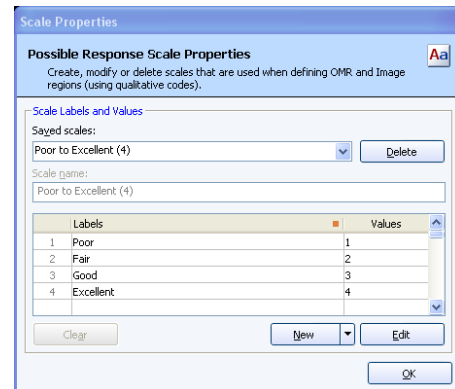 Scale Properties
Possible Response Scale Properties
Aa
Create, modify or delete scales that are used when defining OMR and Image
regions (using qualitative codes).
Scale Labels and Values
Saved scales:
Poor to Excellent (4)
Delete
Scale name:
Poor to Excellent (4)
Labels Values
1 Poor 1
2 Fair 2
3 Good 3
4 Excellent 4
Clear New Edit
OK